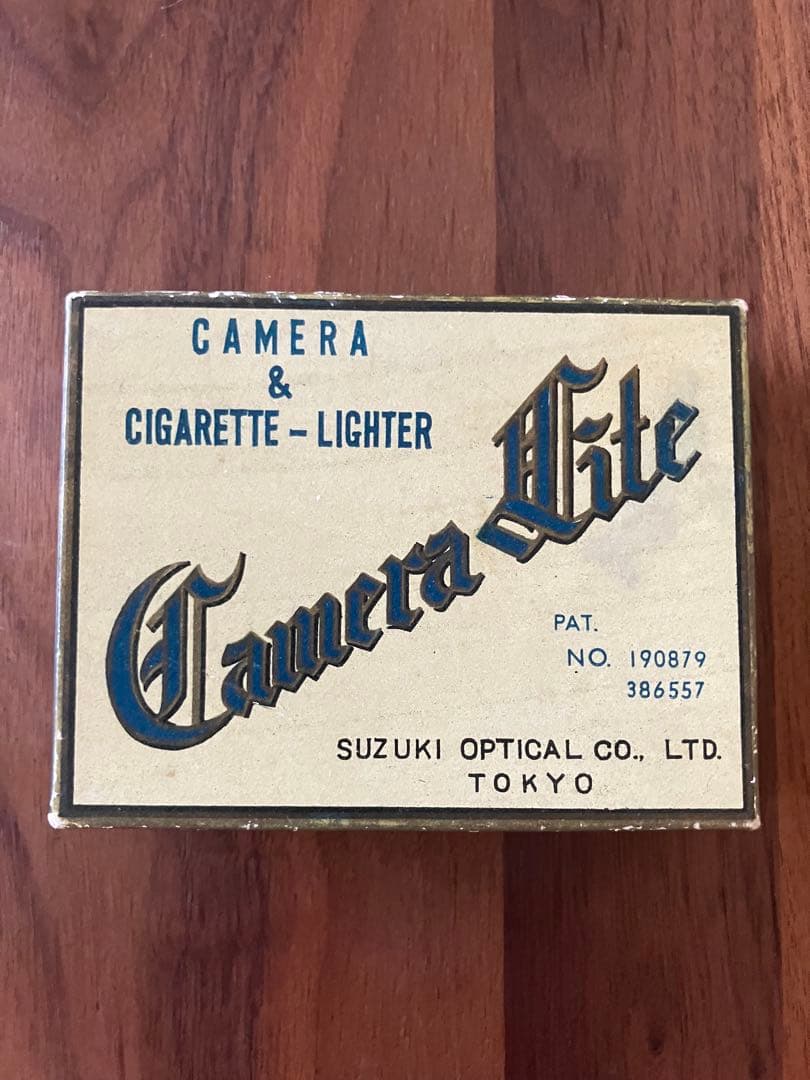 CAMERA
&
CIGARETTE - LIGHTER
Camera Lite
PAT.
NO. 190879
386557
SUZUKI OPTICAL CO., LTD.
TOKYO